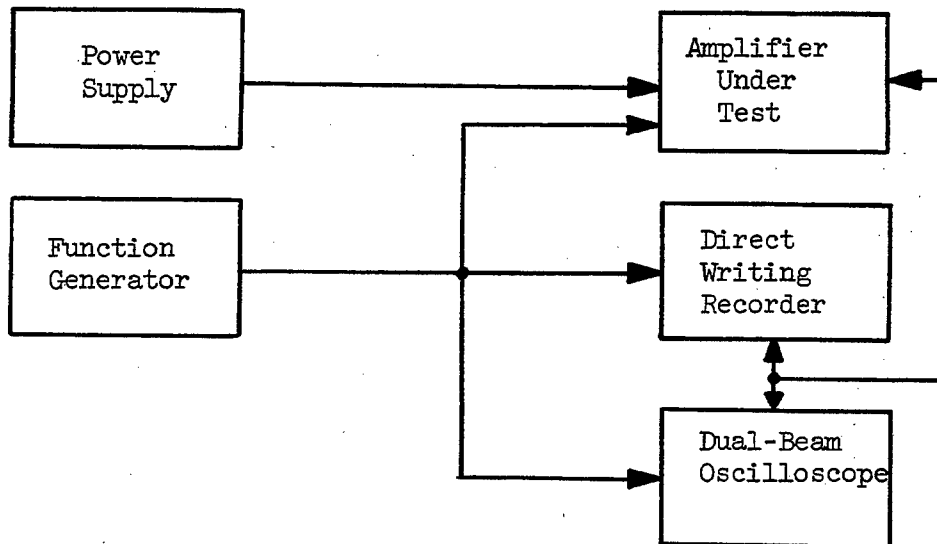 Power
Supply
Amplifier
Under
Test
Function
Generator
Direct
Writing
Recorder
Dual-Beam
Oscilloscope